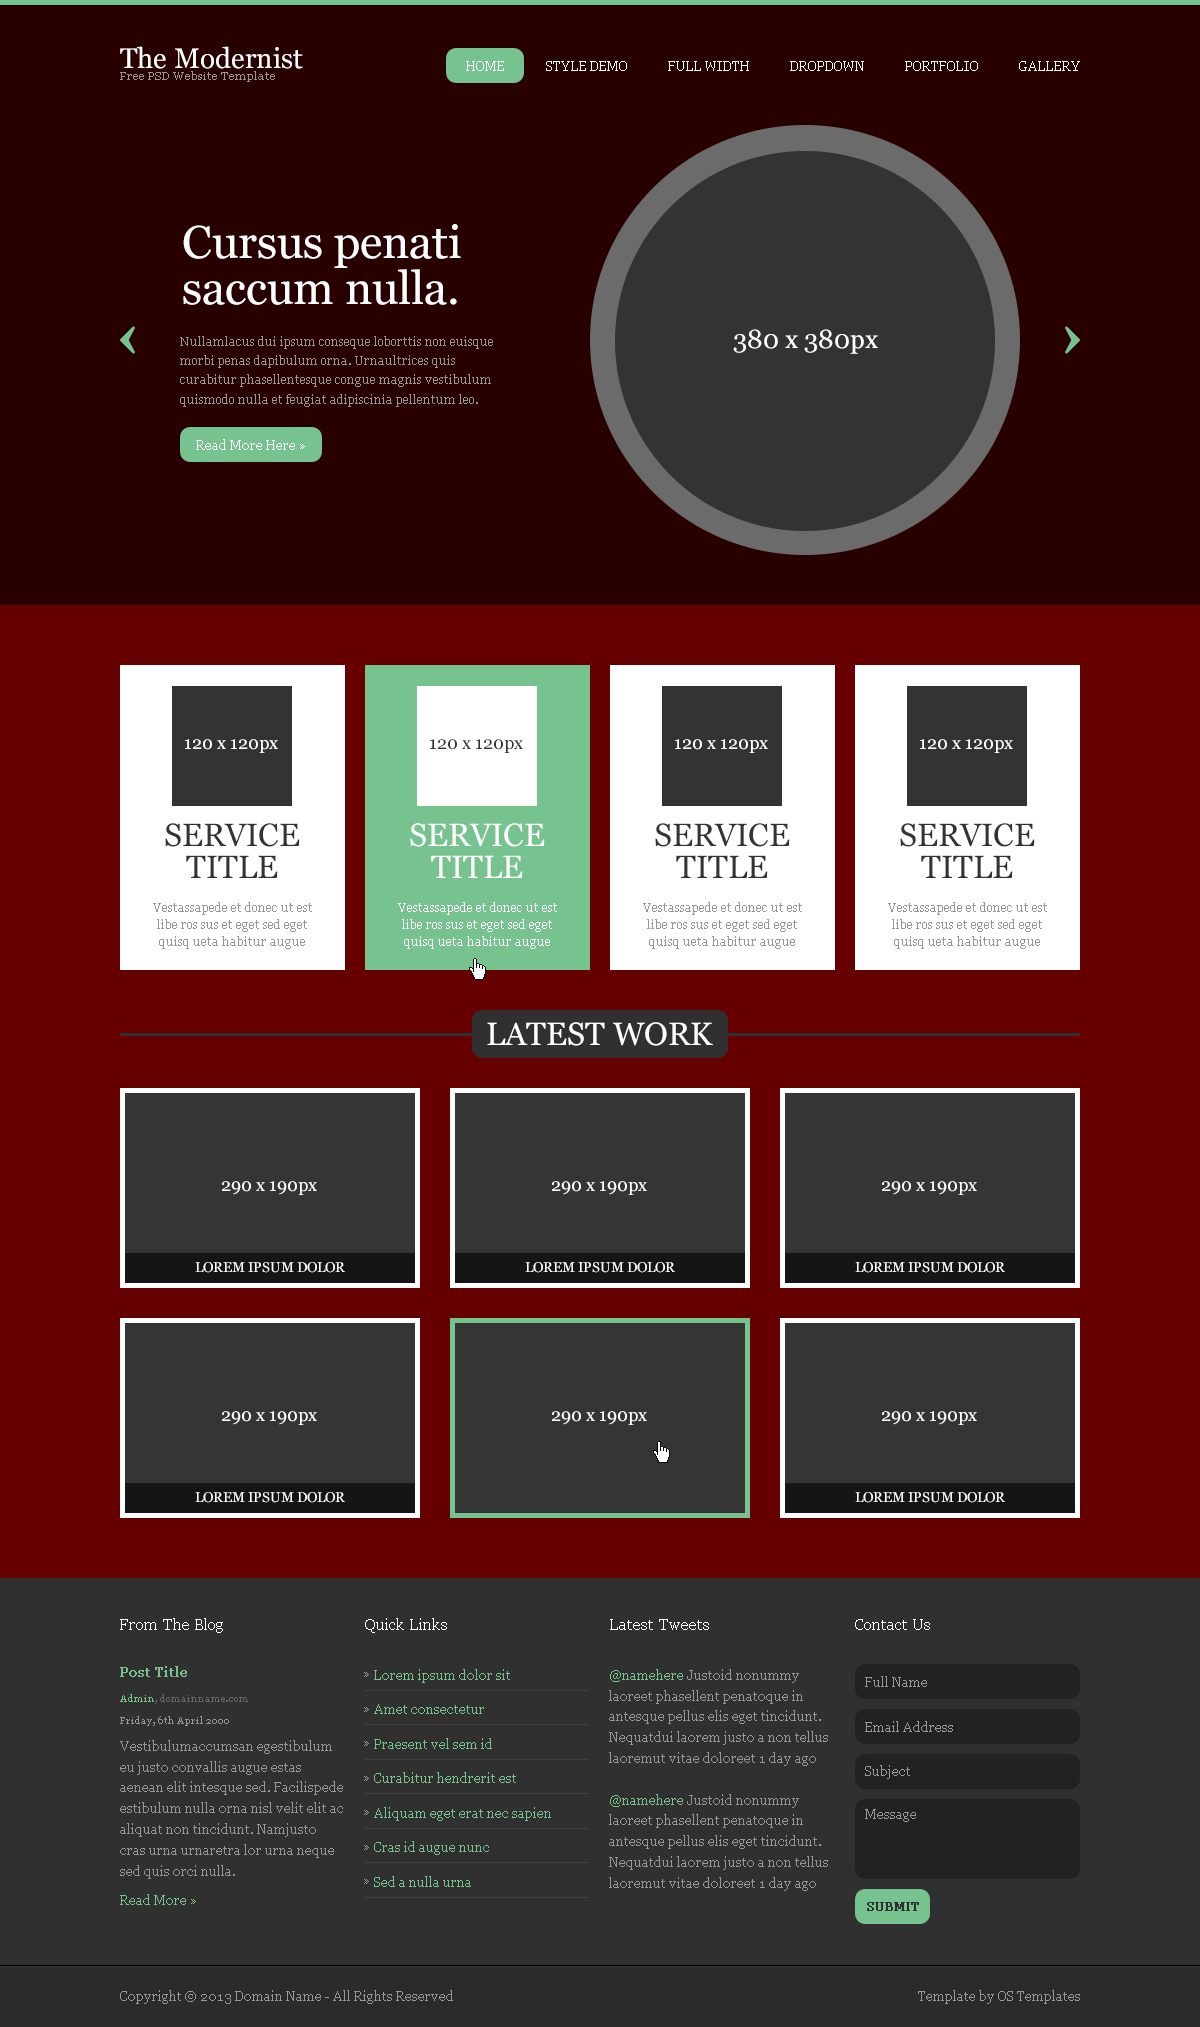 The Modernist
Free PSD Website Template
HOME STYLE DEMO FULL WIDTH DROPDOWN PORTFOLIO GALLERY
Cursus penati
saccum nulla.
Nullamlacus dui ipsum conseque loborttis non euisque
morbi penas dapibulum orna. Urnaultrices quis
curabitur phasellentesque congue magnis vestibulum
quismodo nulla et feugiat adipiscinia pellentum leo.
Read More Here »
380 x 380px
120 x 120px
SERVICE
TITLE
Vestassapede et donec ut est
libe ros sus et eget sed eget
quisq ueta habitur augue
120 x 120px
SERVICE
TITLE
Vestassapede et donec ut est
libe ros sus et eget sed eget
quisq ueta habitur augue
120 x 120px
SERVICE
TITLE
Vestassapede et donec ut est
libe ros sus et eget sed eget
quisq ueta habitur augue
120 x 120px
SERVICE
TITLE
Vestassapede et donec ut est
libe ros sus et eget sed eget
quisq ueta habitur augue
LATEST WORK
290 x 190px
LOREM IPSUM DOLOR
290 x 190px
LOREM IPSUM DOLOR
290 x 190px
LOREM IPSUM DOLOR
290 x 190px
LOREM IPSUM DOLOR
290 x 190px
290 x 190px
LOREM IPSUM DOLOR
From The Blog
Post Title
Admin, domainname.com
Friday, 6th April 2000
Vestibulumaccumsan egestibulum
eu justo convallis augue estas
aenean elit intesque sed. Facilispede
estibulum nulla orna nisl velit elit ac
aliquat non tincidunt. Namjusto
cras urna urnaretra lor urna neque
sed quis orci nulla.
Read More »
Quick Links
» Lorem ipsum dolor sit
» Amet consectetur
» Praesent vel sem id
» Curabitur hendrerit est
» Aliquam eget erat nec sapien
» Cras id augue nunc
» Sed a nulla urna
Latest Tweets
@namehere Justoid nonummy
laoreet phasellent penatoque in
antesque pellus elis eget tincidunt.
Nequatdui laorem justo a non tellus
laoremut vitae doloreet 1 day ago
@namehere Justoid nonummy
laoreet phasellent penatoque in
antesque pellus elis eget tincidunt.
Nequatdui laorem justo a non tellus
laoremut vitae doloreet 1 day ago
Contact Us
Full Name
Email Address
Subject
Message
SUBMIT
Copyright © 2013 Domain Name - All Rights Reserved
Template by OS Templates